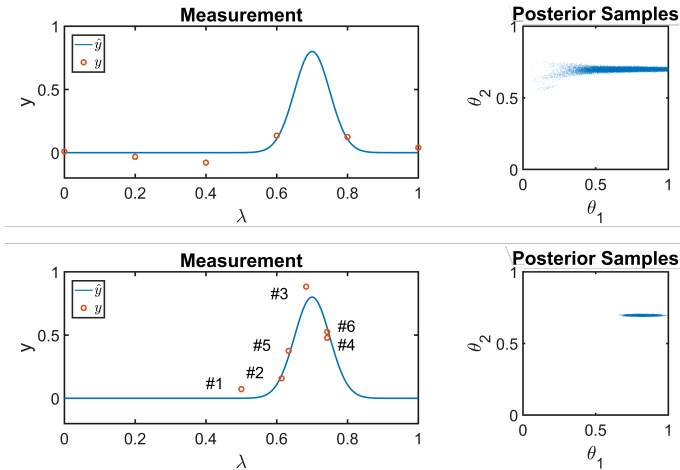 Measurement
Posterior Samples
1
0.5
0
y
ŷ
y
0
0.2
0.4
0.6
0.8
1
λ
1
0.5
0
θ2
0
0.5
1
θ1
Measurement
Posterior Samples
1
0.5
0
y
ŷ
y
#3
#6
#4
#5
#2
#1
0
0.2
0.4
0.6
0.8
1
λ
1
0.5
0
θ2
0
0.5
1
θ1